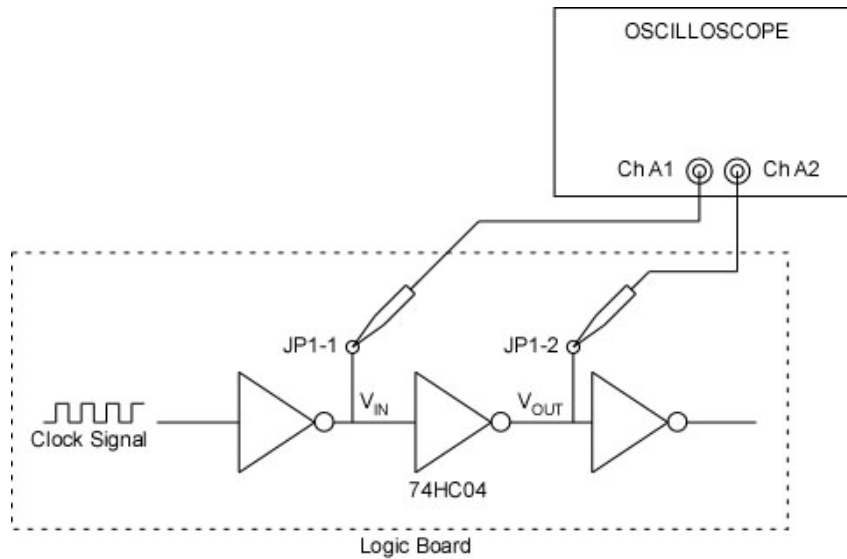 OSCILLOSCOPE
Ch A1
Ch A2
JP1-1
JP1-2
VIN
VOUT
Clock Signal
74HC04
Logic Board